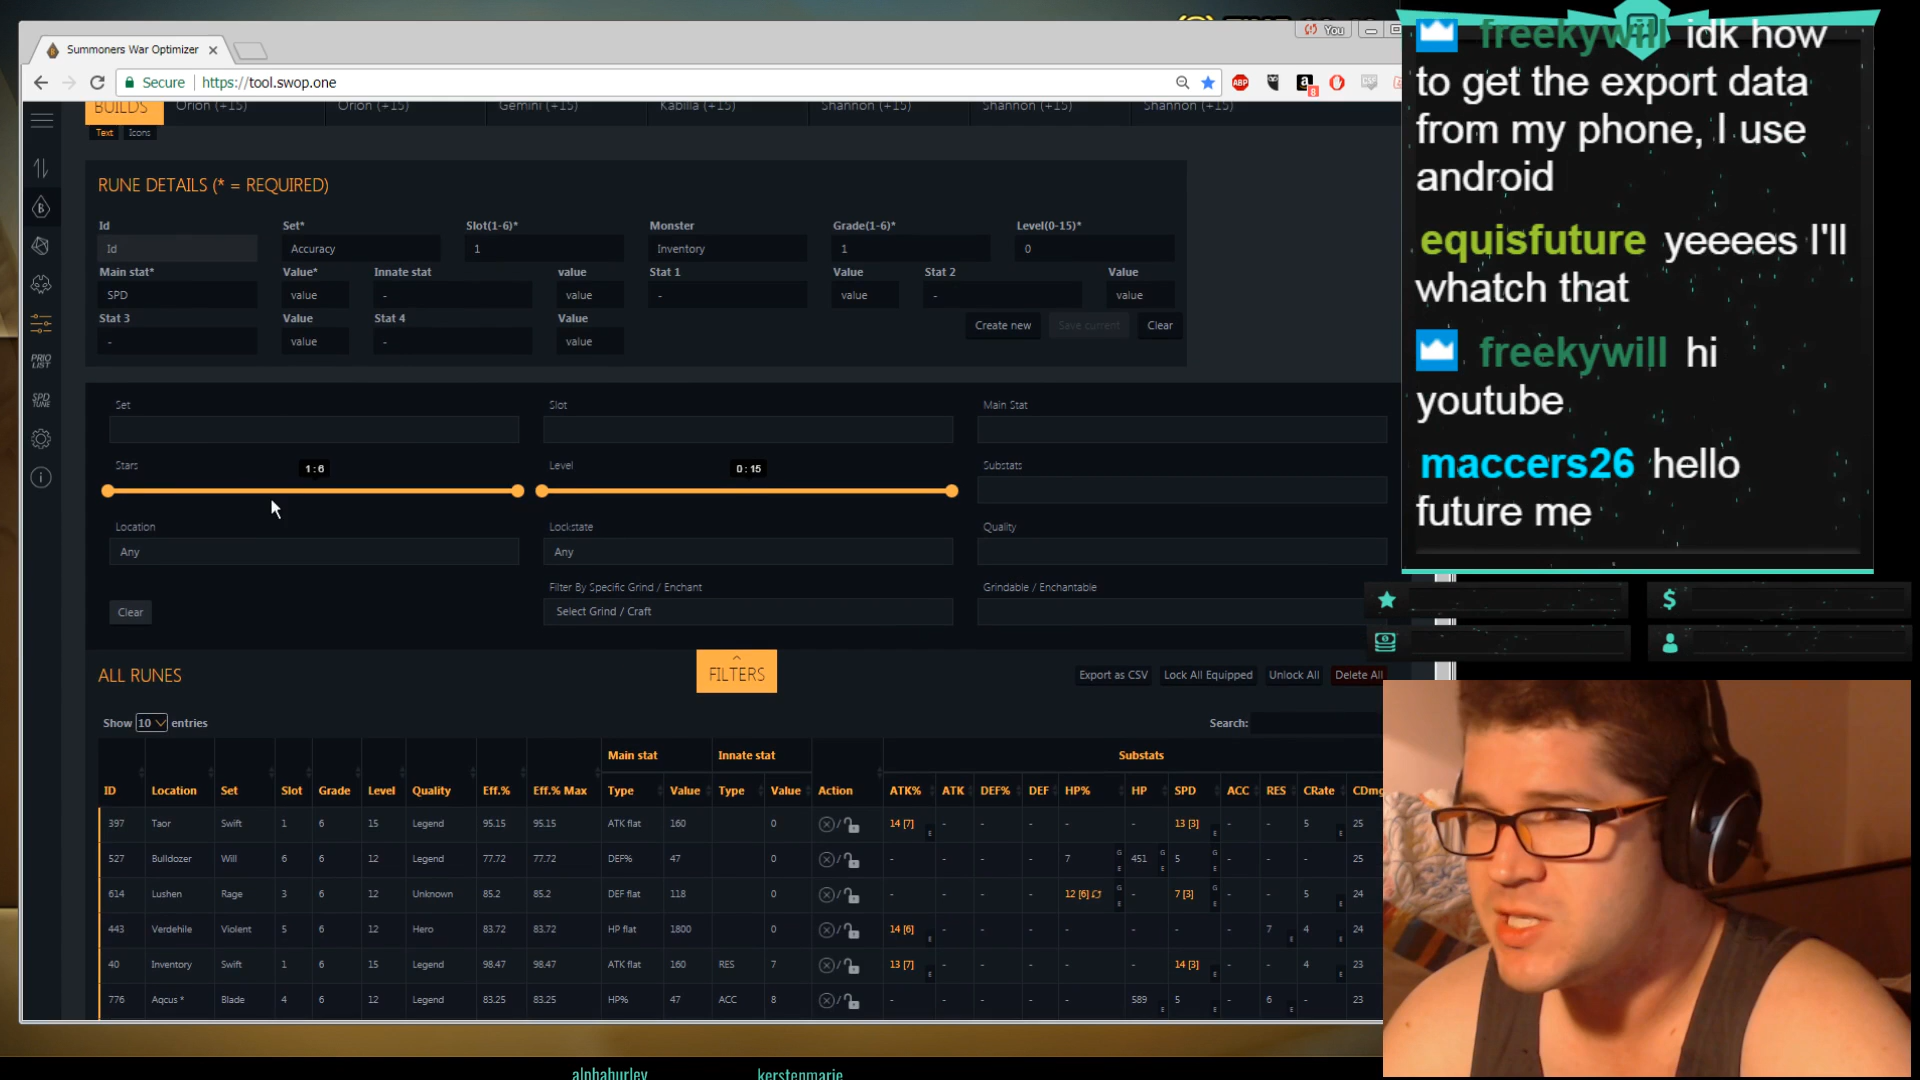 Summoners War Optimizer
You
Secure
https://tool.swop.one
8
BUILDS
Orion (+15)
Orion (+15)
Gemini (+15)
Kabilla (+15)
Shannon (+15)
Shannon (+15)
Shannon (+15)
Text
Icons
RUNE DETAILS (* = REQUIRED)
Id Set* Slot(1-6)* Monster Grade(1-6)* Level(0-15)*
Id Accuracy 1 Inventory 1 0
Main stat* Value* Innate stat value Stat 1 Value Stat 2 Value
SPD value - value - value - value
Stat 3 Value Stat 4 Value
- value - value
Create new Save current Clear
PRIO LIST
SPD TUNE
Set Slot Main Stat
Stars 1 : 6 Level 0 : 15 Substats
Location Lockstate Quality
Any Any
Filter By Specific Grind / Enchant Grindable / Enchantable
Clear Select Grind / Craft
ALL RUNES FILTERS Export as CSV Lock All Equipped Unlock All Delete All
Show 10 entries Search:
Main stat Innate stat Substats
ID Location Set Slot Grade Level Quality Eff.% Eff.% Max Type Value Type Value Action ATK% ATK DEF% DEF HP% HP SPD ACC RES CRate CDmg
397 Taor Swift 1 6 15 Legend 95.15 95.15 ATK flat 160 0 / 14 [7] E - - - - - 13 [3] E - - 5 E 25
527 Bulldozer Will 6 6 12 Legend 77.72 77.72 DEF% 47 0 / - - - - 7 G E 451 G E 5 G E - - - 25
614 Lushen Rage 3 6 12 Unknown 85.2 85.2 DEF flat 118 0 / - - - - 12 [6] G E - 7 [3] G E - - 5 E 24
443 Verdehile Violent 5 6 12 Hero 83.72 83.72 HP flat 1800 0 / 14 [6] E - - - - - - - 7 E 4 E 24
40 Inventory Swift 1 6 15 Legend 98.47 98.47 ATK flat 160 RES 7 / 13 [7] E - - - - - 14 [3] E - - 4 E 23
776 Aqcus * Blade 4 6 12 Legend 83.25 83.25 HP% 47 ACC 8 / - - - - - 589 E 5 E - 6 E - 23
freekywill idk how
to get the export data
from my phone, I use
android
equisfuture yeeees I'll
whatch that
freekywill hi
youtube
maccers26 hello
future me
$
alphahurley
kerstenmarie